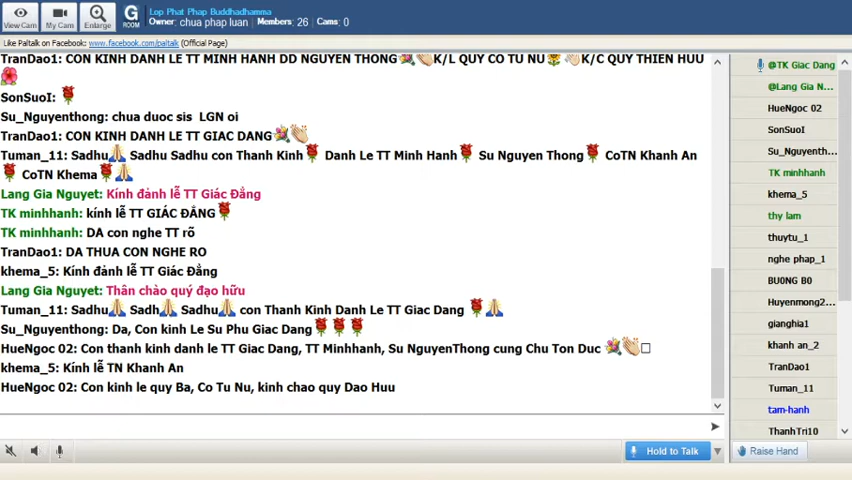 View Cam
My Cam
Enlarge
G
ROOM
Lop Phat Phap Buddhadhamma
Owner: chua phap luan Members: 26 Cams: 0
Like Paltalk on Facebook: www.facebook.com/paltalk (Official Page)
TranDao1: CON KINH DANH LE TT MINH HANH DD NGUYEN THONG💐👏K/L QUY CO TU NU🌻👏K/C QUY THIEN HUU
🌺
SonSuoI: 🌹
Su_Nguyenthong: chua duoc sis LGN oi
TranDao1: CON KINH DANH LE TT GIAC DANG💐👏
Tuman_11: Sadhu🙏 Sadhu Sadhu con Thanh Kinh🌹 Danh Le TT Minh Hanh🌹 Su Nguyen Thong🌹 CoTN Khanh An
🌹 CoTN Khema🌹🙏
Lang Gia Nguyet: Kính đảnh lễ TT Giác Đẳng
TK minhhanh: kính lễ TT GIÁC ĐẲNG🌹
TK minhhanh: DA con nghe TT rõ
TranDao1: DA THUA CON NGHE RO
khema_5: Kính đảnh lễ TT Giác Đẳng
Lang Gia Nguyet: Thân chào quý đạo hữu
Tuman_11: Sadhu🙏 Sadh🙏 Sadhu🙏 con Thanh Kinh Danh Le TT Giac Dang 🌹🙏
Su_Nguyenthong: Da, Con kinh Le Su Phu Giac Dang🌹🌹🌹
HueNgoc 02: Con thanh kinh danh le TT Giac Dang, TT Minhhanh, Su NguyenThong cung Chu Ton Duc 💐👏□
khema_5: Kính lễ TN Khanh An
HueNgoc 02: Con kinh le quy Ba, Co Tu Nu, kinh chao quy Dao Huu
Hold to Talk
@TK Giac Dang
@Lang Gia N...
HueNgoc 02
SonSuoI
Su_Nguyenth...
TK minhhanh
khema_5
thy lam
thuytu_1
nghe phap_1
BU0NG B0
Huyenmong2...
gianghia1
khanh an_2
TranDao1
Tuman_11
tam-hanh
ThanhTri10
Raise Hand